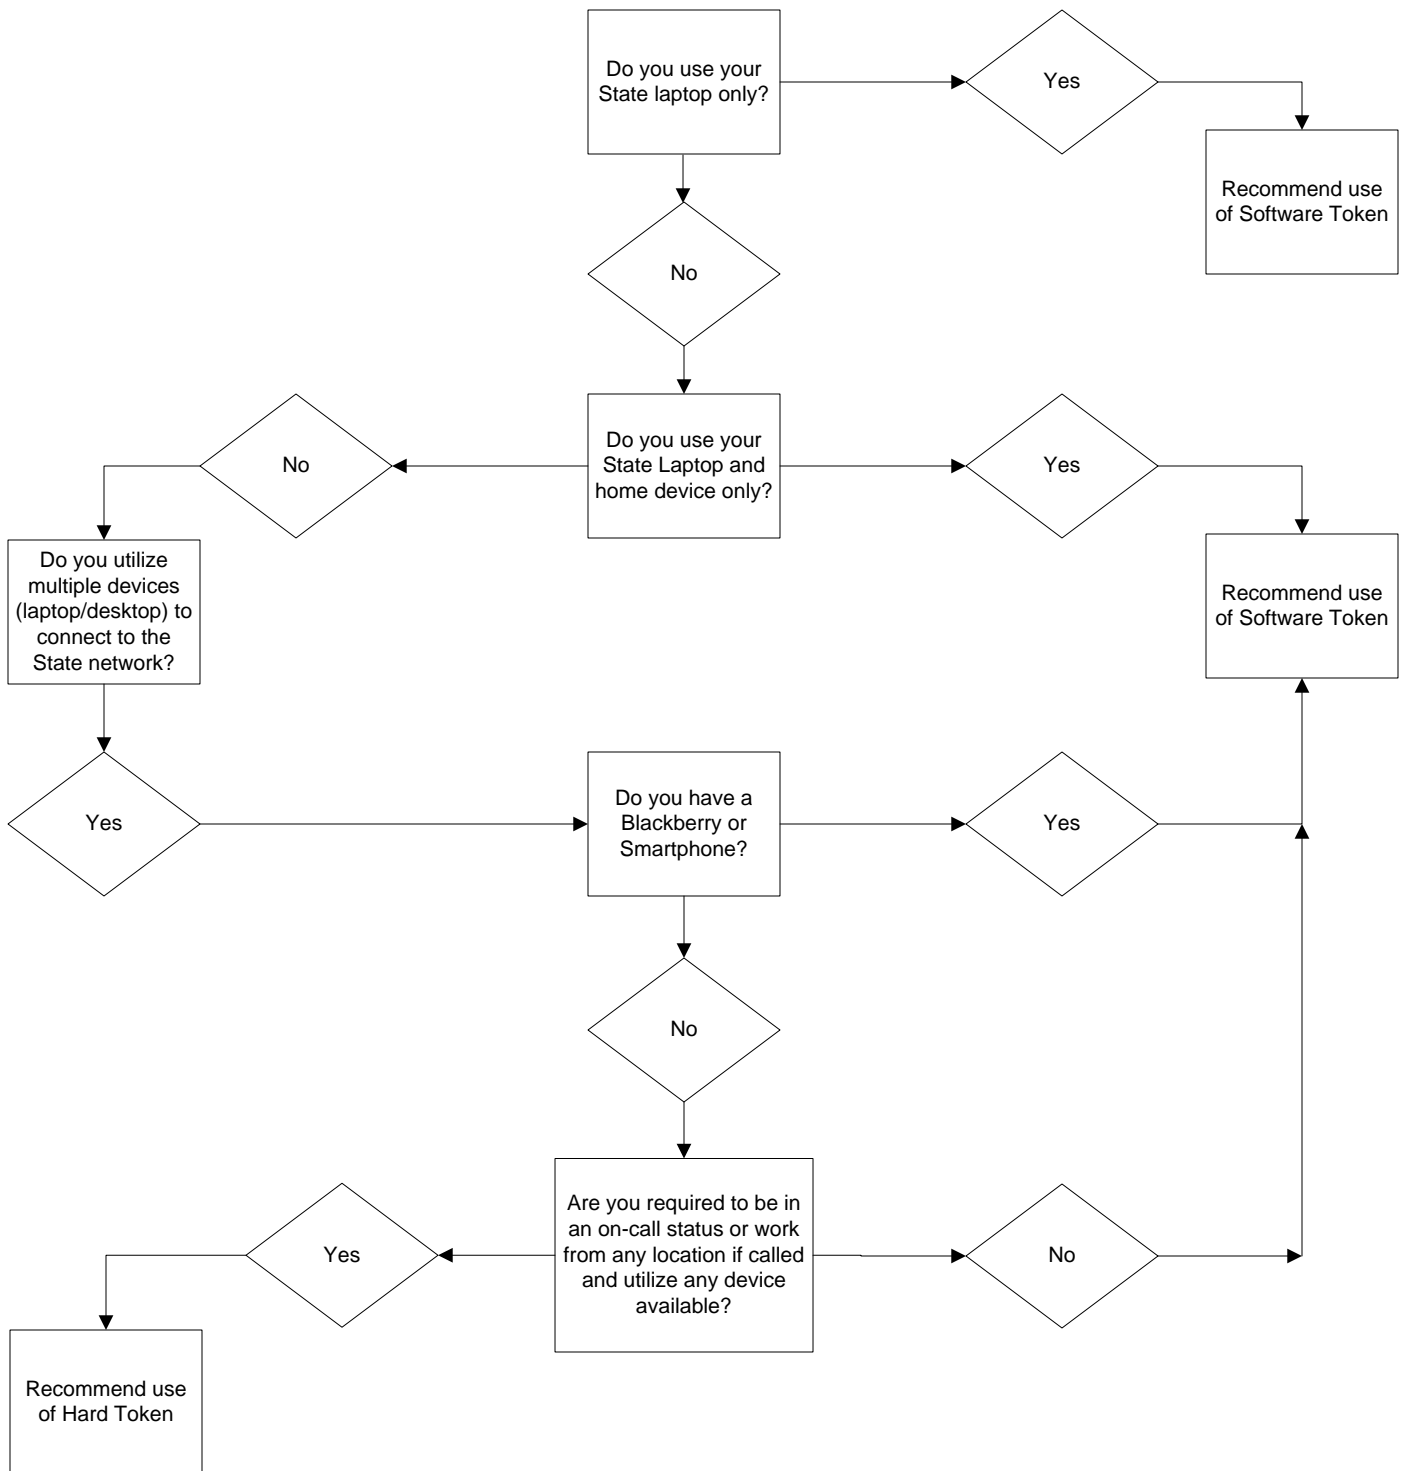 Do you use your
State laptop only?
Yes
Recommend use
of Software Token
No
Do you use your
State Laptop and
home device only?
No
Yes
Do you utilize
multiple devices
(laptop/desktop) to
connect to the
State network?
Recommend use
of Software Token
Yes
Do you have a
Blackberry or
Smartphone?
Yes
No
Are you required to be in
an on-call status or work
from any location if called
and utilize any device
available?
Yes
No
Recommend use
of Hard Token